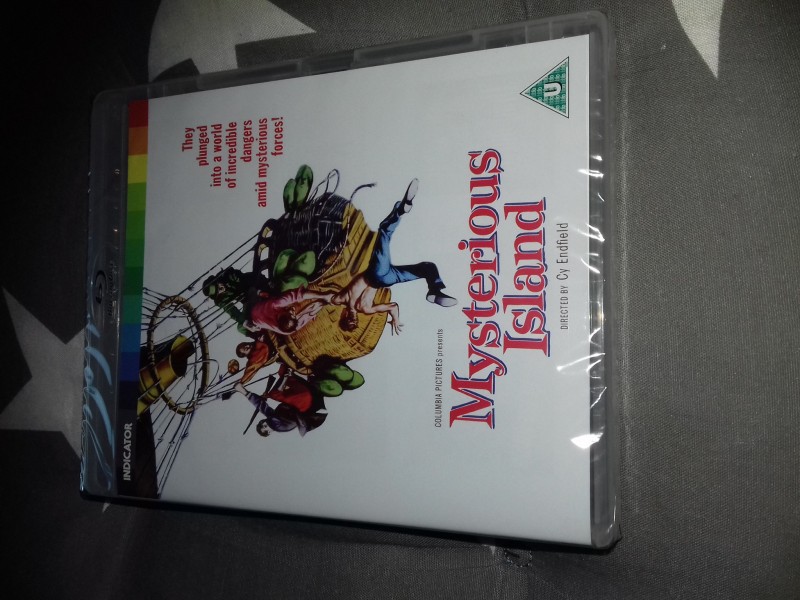 INDICATOR
They
plunged
into a world
of incredible
dangers
amid mysterious
forces!
COLUMBIA PICTURES presents
Mysterious
Island
DIRECTED BY Cy Endfield
U